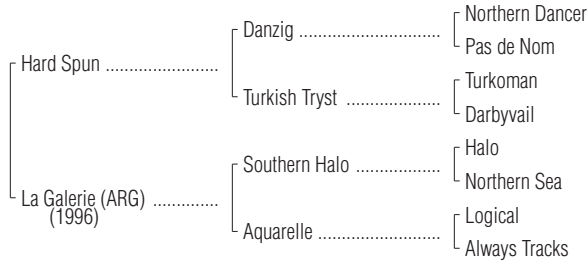 Northern Dancer
Danzig ..............................
Pas de Nom
Hard Spun ........................
Turkoman
Turkish Tryst ....................
Darbyvail
Halo
Southern Halo ..................
Northern Sea
La Galerie (ARG) ..............
(1996)
Logical
Aquarelle ..........................
Always Tracks